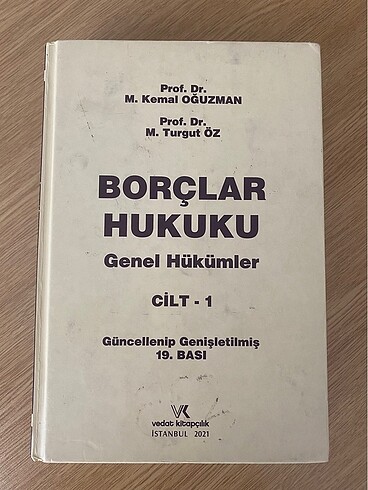 Prof. Dr.
M. Kemal OĞUZMAN
Prof. Dr.
M. Turgut ÖZ
BORÇLAR
HUKUKU
Genel Hükümler
CİLT - 1
Güncellenip Genişletilmiş
19. BASI
VK
vedat kitapçılık
İSTANBUL 2021